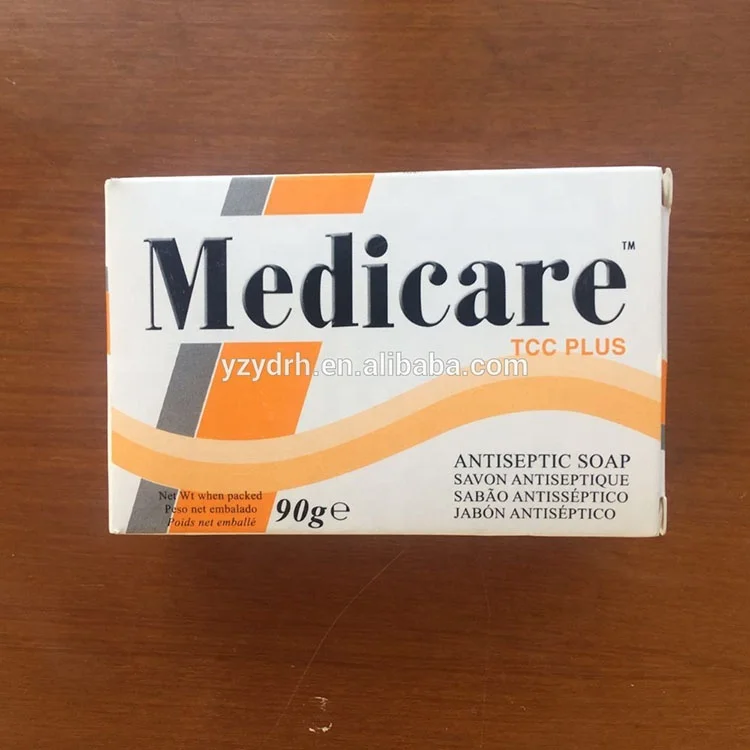 Medicare™
TCC PLUS
yzydrh.en.alibaba.com
ANTISEPTIC SOAP
SAVON ANTISEPTIQUE
SABÃO ANTISSÉPTICO
JABÓN ANTISÉPTICO
Net Wt when packed
Peso net embalado
Poids net emballé
90g℮